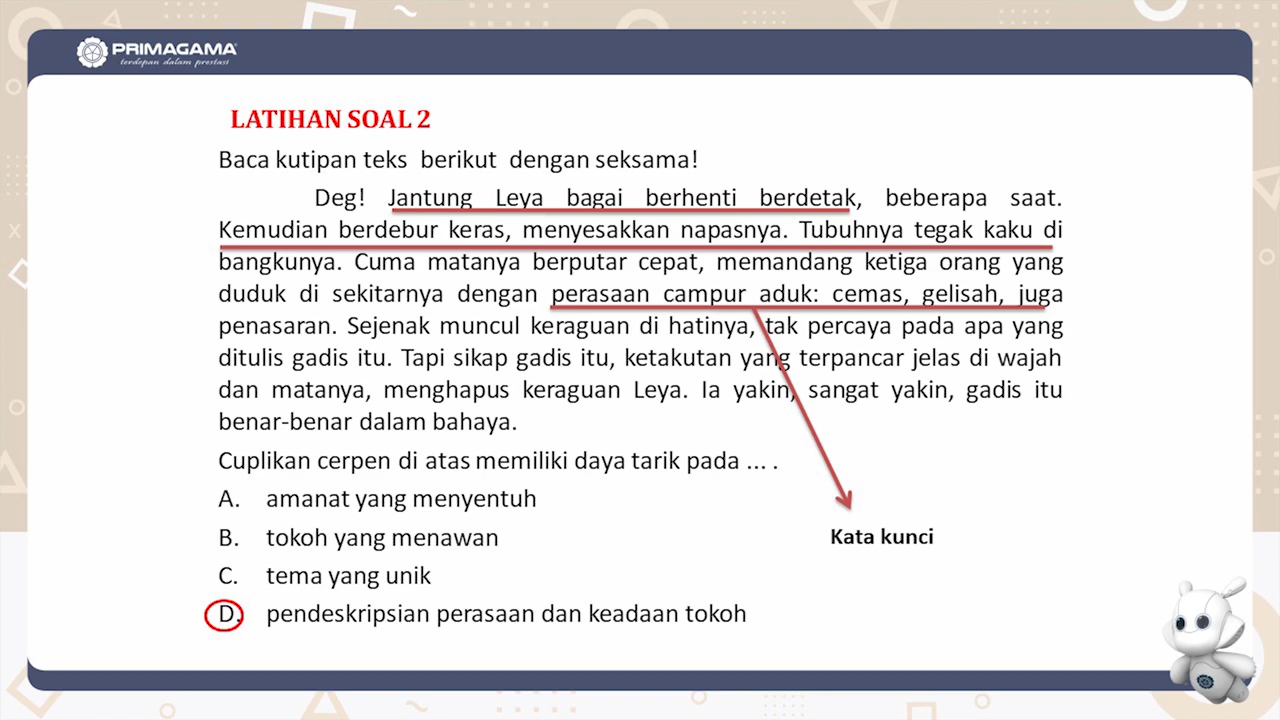 PRIMAGAMA
terdepan dalam prestasi
LATIHAN SOAL 2
Baca kutipan teks berikut dengan seksama!
Deg! Jantung Leya bagai berhenti berdetak, beberapa saat.
Kemudian berdebur keras, menyesakkan napasnya. Tubuhnya tegak kaku di
bangkunya. Cuma matanya berputar cepat, memandang ketiga orang yang
duduk di sekitarnya dengan perasaan campur aduk: cemas, gelisah, juga
penasaran. Sejenak muncul keraguan di hatinya, tak percaya pada apa yang
ditulis gadis itu. Tapi sikap gadis itu, ketakutan yang terpancar jelas di wajah
dan matanya, menghapus keraguan Leya. Ia yakin, sangat yakin, gadis itu
benar-benar dalam bahaya.
Cuplikan cerpen di atas memiliki daya tarik pada ... .
A. amanat yang menyentuh
B. tokoh yang menawan
Kata kunci
C. tema yang unik
D. pendeskripsian perasaan dan keadaan tokoh